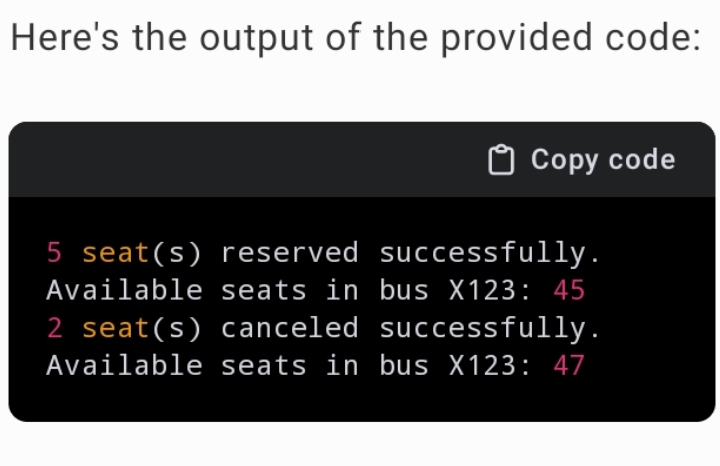 Here's the output of the provided code:
Copy code
5 seat(s) reserved successfully.
Available seats in bus X123: 45
2 seat(s) canceled successfully.
Available seats in bus X123: 47